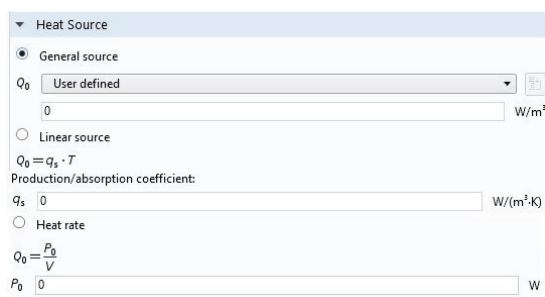 Heat Source
General source
Q₀ User defined
0 W/m³
Linear source
Q₀=qₛ·T
Production/absorption coefficient:
qₛ 0 W/(m³·K)
Heat rate
Q₀=P₀/V
P₀ 0 W